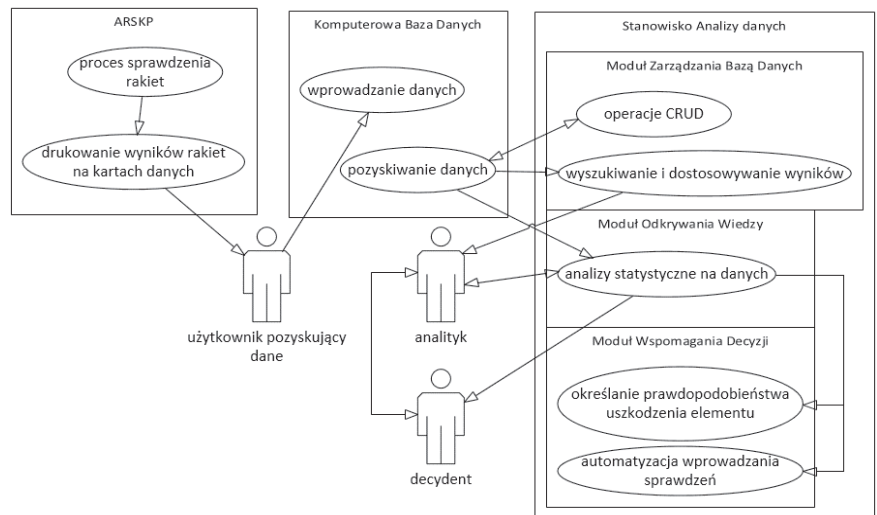 ARSKP
proces sprawdzenia
rakiet
drukowanie wyników rakiet
na kartach danych
Komputerowa Baza Danych
wprowadzanie danych
pozyskiwanie danych
Stanowisko Analizy danych
Moduł Zarządzania Bazą Danych
operacje CRUD
wyszukiwanie i dostosowywanie wyników
Moduł Odkrywania Wiedzy
analizy statystyczne na danych
Moduł Wspomagania Decyzji
określanie prawdopodobieństwa
uszkodzenia elementu
automatyzacja wprowadzania
sprawdzeń
użytkownik pozyskujący
dane
analityk
decydent